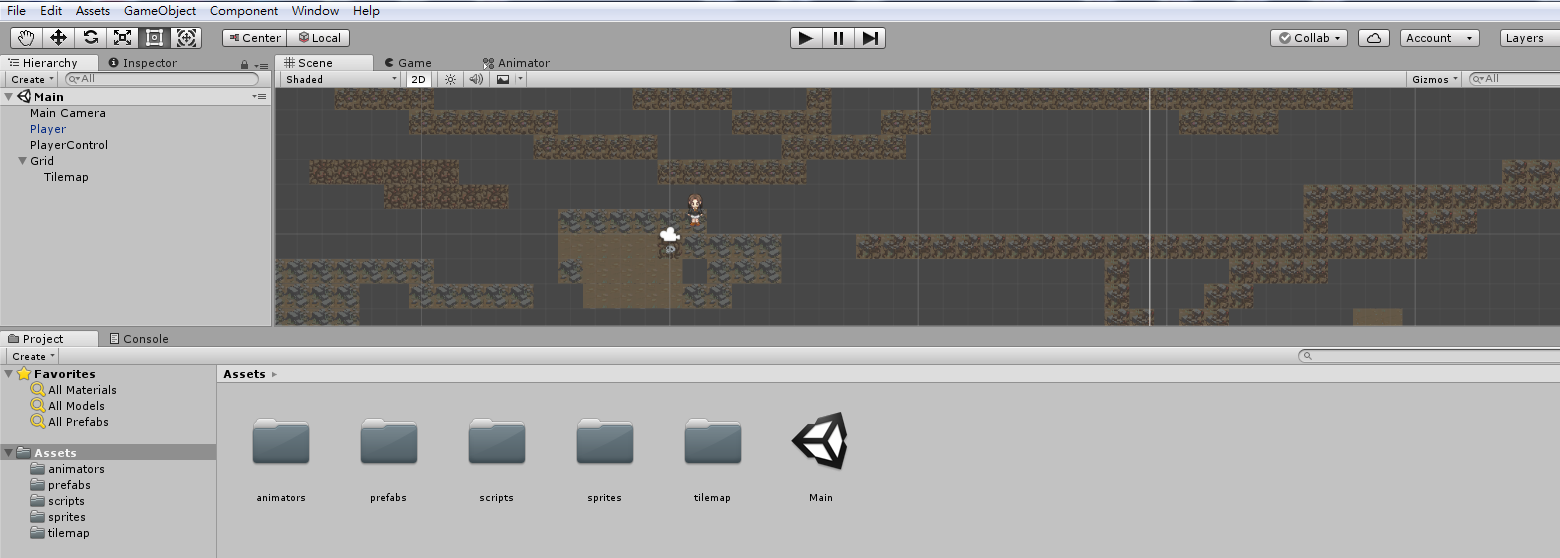 File Edit Assets GameObject Component Window Help
Center Local Collab Account Layers
Hierarchy Inspector Scene Game Animator
Create All Shaded 2D Gizmos All
Main
Main Camera
Player
PlayerControl
Grid
Tilemap
Project Console
Create
Favorites
All Materials
All Models
All Prefabs
Assets
animators
prefabs
scripts
sprites
tilemap
Assets
animators prefabs scripts sprites tilemap Main